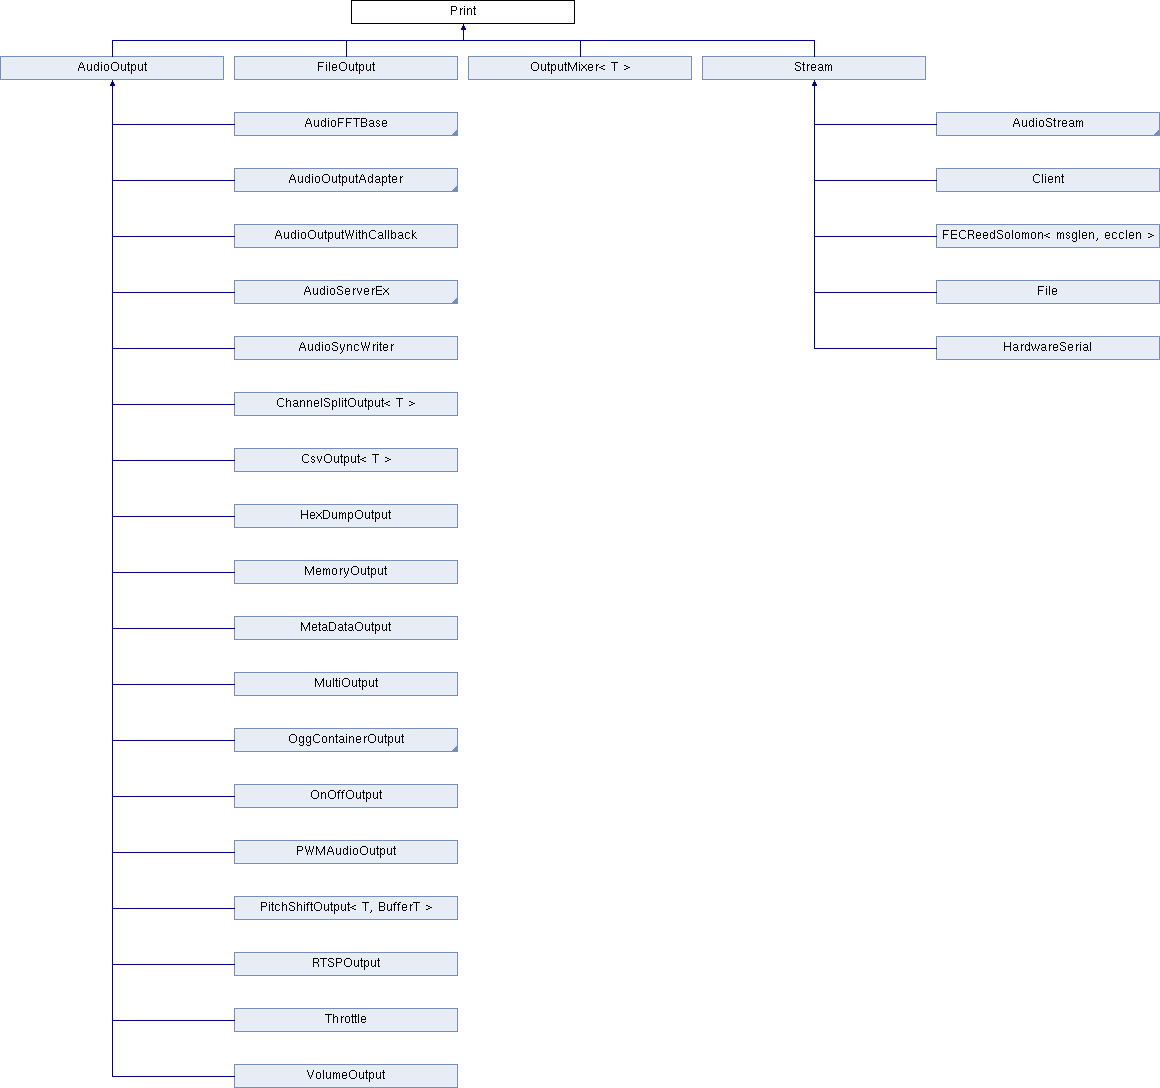 Print
AudioOutput
FileOutput
OutputMixer< T >
Stream
AudioFFTBase
AudioStream
AudioOutputAdapter
Client
AudioOutputWithCallback
FECReedSolomon< msglen, ecclen >
AudioServerEx
File
AudioSyncWriter
HardwareSerial
ChannelSplitOutput< T >
CsvOutput< T >
HexDumpOutput
MemoryOutput
MetaDataOutput
MultiOutput
OggContainerOutput
OnOffOutput
PWMAudioOutput
PitchShiftOutput< T, BufferT >
RTSPOutput
Throttle
VolumeOutput